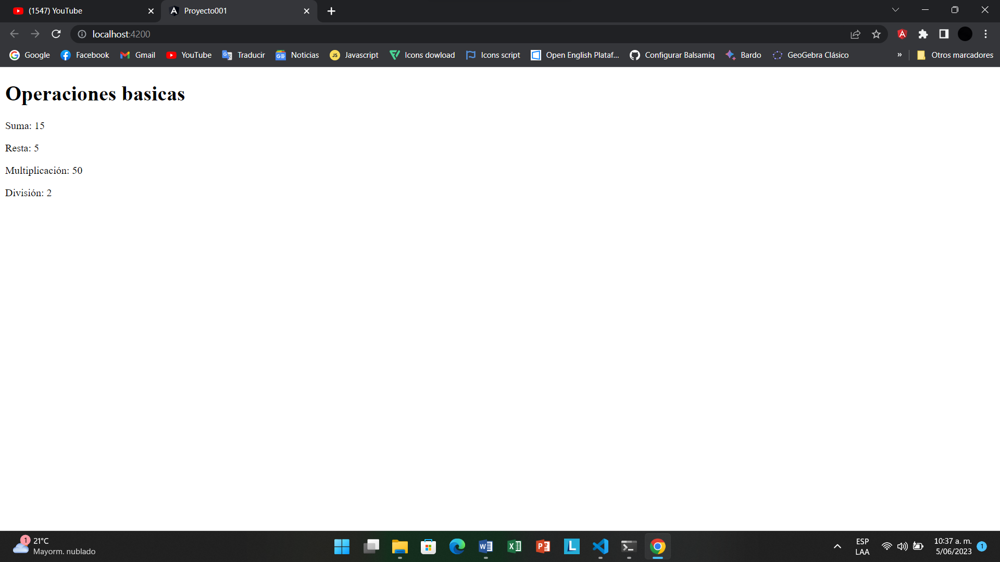 (1547) YouTube
Proyecto001
localhost:4200
Google Facebook Gmail YouTube Traducir Noticias Javascript Icons dowload Icons script Open English Plataf... Configurar Balsamiq Bardo GeoGebra Clásico » Otros marcadores
Operaciones basicas
Suma: 15
Resta: 5
Multiplicación: 50
División: 2
1 21°C
Mayorm. nublado
ESP
LAA
10:37 a. m.
5/06/2023
1